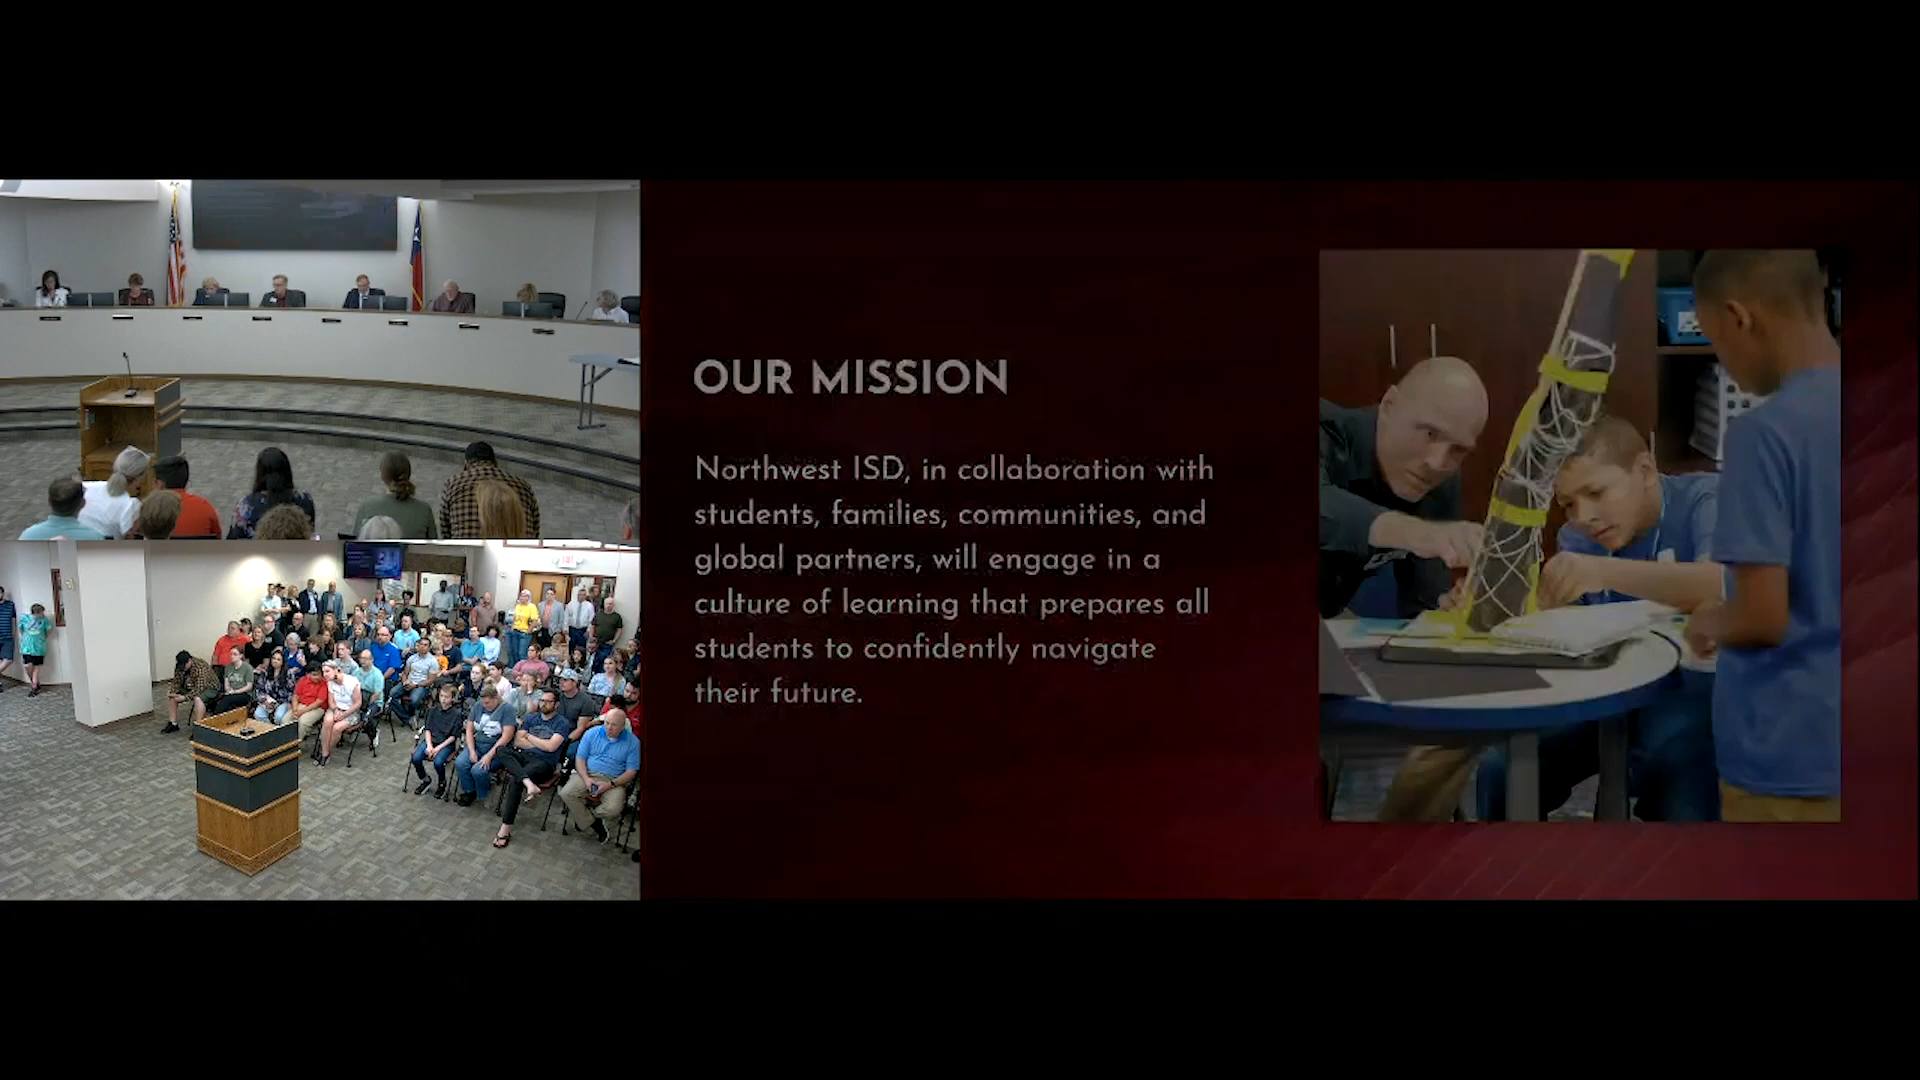 OUR MISSION
Northwest ISD, in collaboration with
students, families, communities, and
global partners, will engage in a
culture of learning that prepares all
students to confidently navigate
their future.